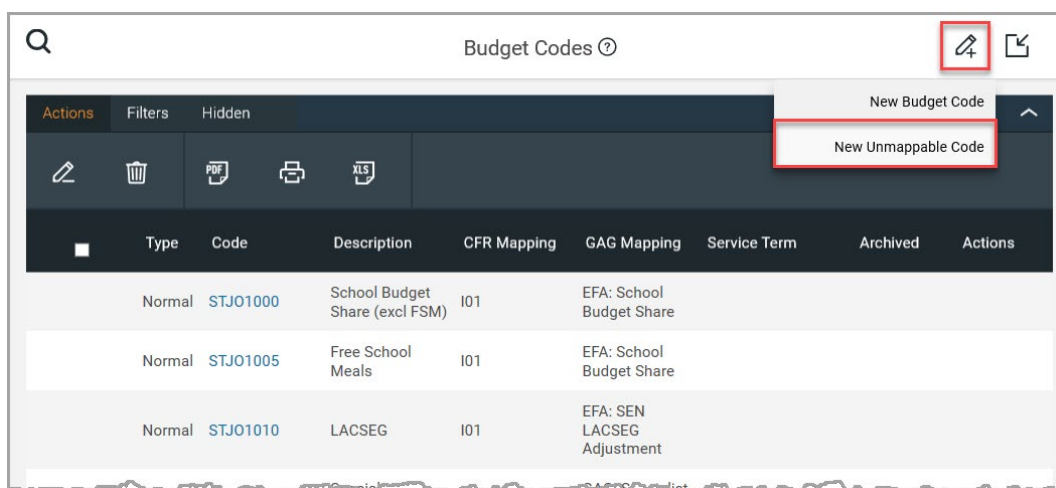 Budget Codes ?
New Budget Code
New Unmappable Code
Actions Filters Hidden
PDF XLS
Type Code Description CFR Mapping GAG Mapping Service Term Archived Actions
Normal STJO1000 School Budget Share (excl FSM) I01 EFA: School Budget Share
Normal STJO1005 Free School Meals I01 EFA: School Budget Share
Normal STJO1010 LACSEG I01 EFA: SEN LACSEG Adjustment